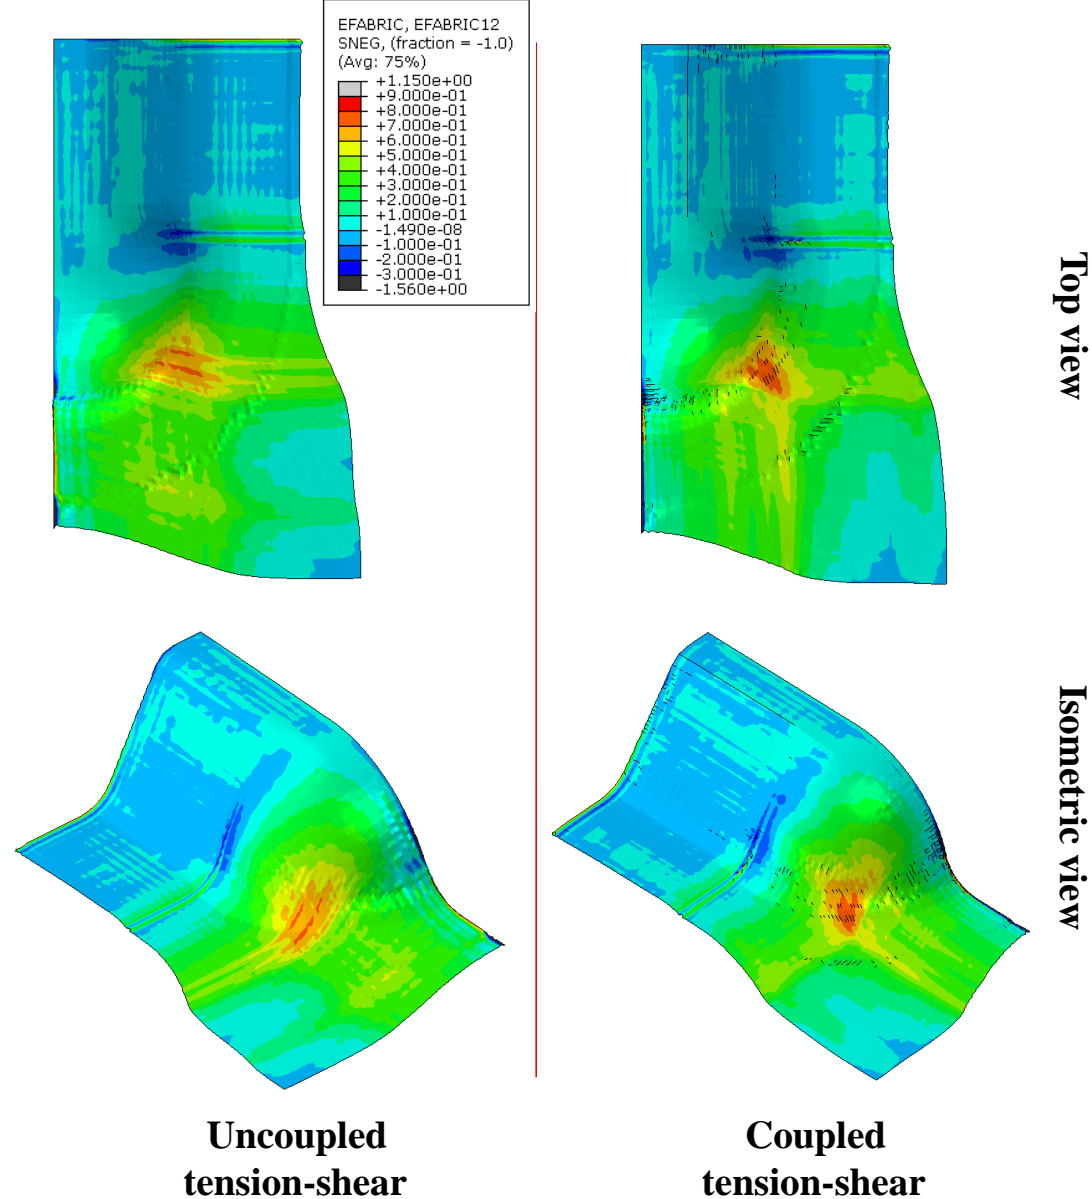 EFABRIC, EFABRIC12
SNEG, (fraction = -1.0)
(Avg: 75%)
+1.150e+00
+9.000e-01
+8.000e-01
+7.000e-01
+6.000e-01
+5.000e-01
+4.000e-01
+3.000e-01
+2.000e-01
+1.000e-01
-1.490e-08
-1.000e-01
-2.000e-01
-3.000e-01
-1.560e+00
Top view
Isometric view
Uncoupled
tension-shear
Coupled
tension-shear